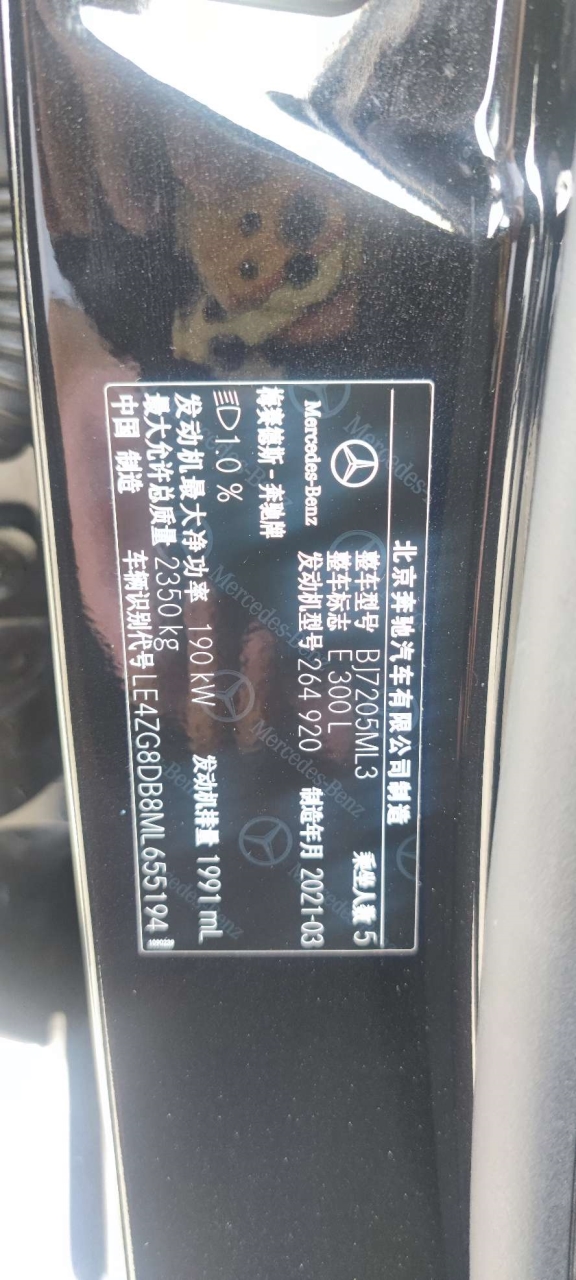 北京奔驰汽车有限公司制造
整车型号 BJ7205ML3 乘坐人数 5
整车标志 E 300 L
Mercedes-Benz 发动机型号 264 920 制造年月 2021-03
梅赛德斯-奔驰牌
1.0 %
发动机最大净功率 190 kW 发动机排量 1991 mL
最大允许总质量 2350 kg
中国 制造 车辆识别代号 LE4ZG8DB8ML655194